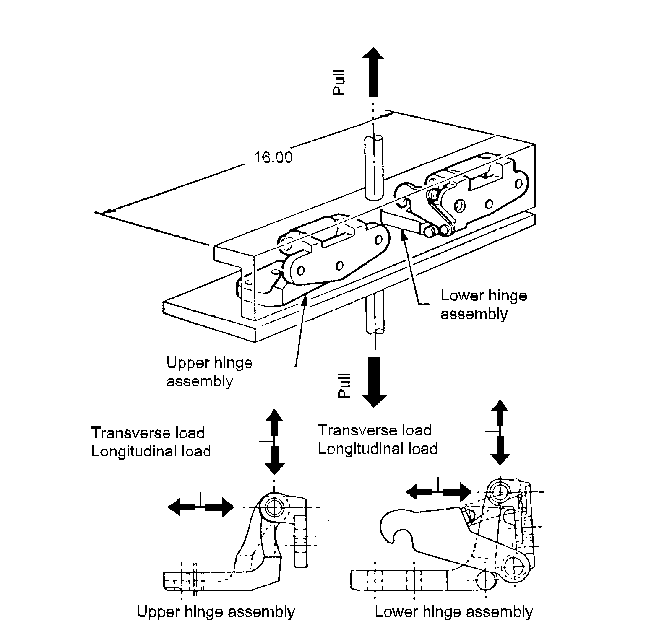 Pull
16.00
Lower hinge
assembly
Upper hinge
assembly
Pull
Transverse load
Longitudinal load
Transverse load
Longitudinal load
Upper hinge assembly
Lower hinge assembly